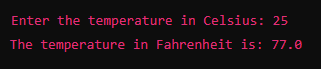 Enter the temperature in Celsius: 25
The temperature in Fahrenheit is: 77.0